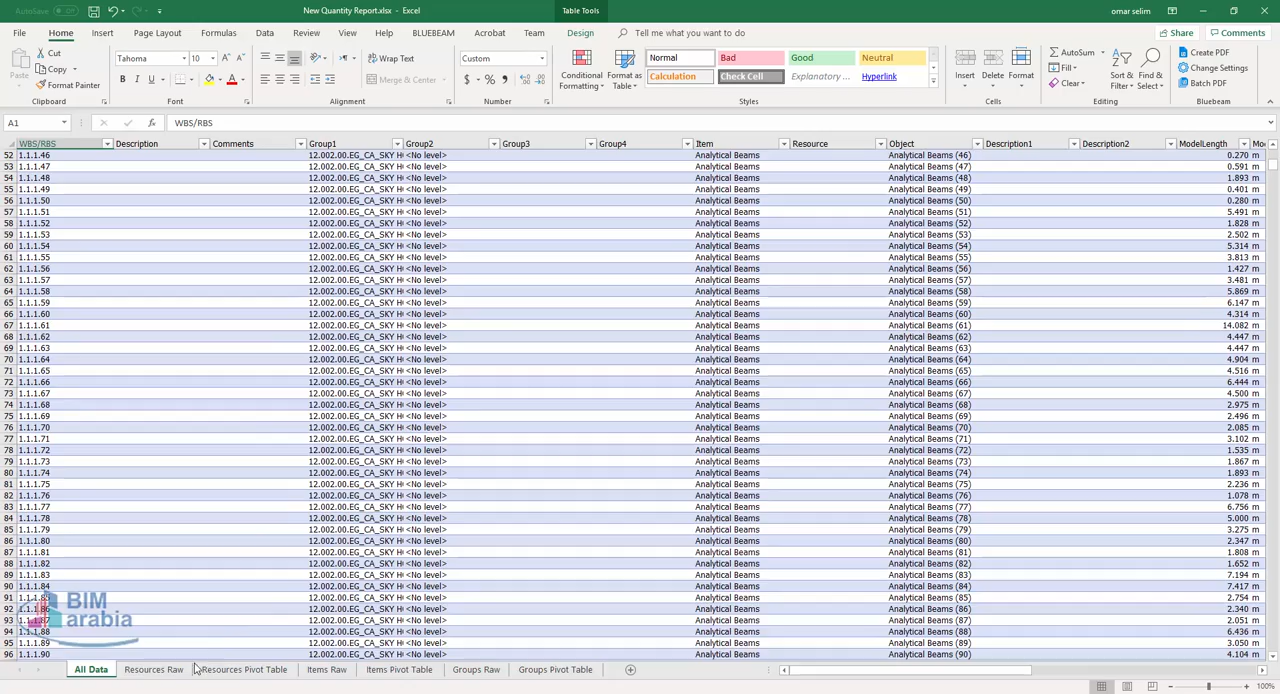 AutoSave Off New Quantity Report.xlsx - Excel Table Tools omar selim
File Home Insert Page Layout Formulas Data Review View Help BLUEBEAM Acrobat Team Design Tell me what you want to do Share Comments
Cut Tahoma 10 Wrap Text Custom Normal Bad Good Neutral AutoSum Create PDF
Paste Copy Conditional Formatting Format as Table Insert Delete Format Fill Sort & Filter Find & Select Change Settings
Format Painter B I U A Merge & Center $ % Calculation Check Cell Explanatory ... Hyperlink Clear Batch PDF
Clipboard Font Alignment Number Styles Cells Editing Bluebeam
A1 fx WBS/RBS
WBS/RBS Description Comments Group1 Group2 Group3 Group4 Item Resource Object Description1 Description2 ModelLength Mo
52 1.1.1.46 12.002.00.EG_CA_SKY H <No level> Analytical Beams Analytical Beams (46) 0.270 m
53 1.1.1.47 12.002.00.EG_CA_SKY H <No level> Analytical Beams Analytical Beams (47) 0.591 m
54 1.1.1.48 12.002.00.EG_CA_SKY H <No level> Analytical Beams Analytical Beams (48) 1.893 m
55 1.1.1.49 12.002.00.EG_CA_SKY H <No level> Analytical Beams Analytical Beams (49) 0.401 m
56 1.1.1.50 12.002.00.EG_CA_SKY H <No level> Analytical Beams Analytical Beams (50) 0.280 m
57 1.1.1.51 12.002.00.EG_CA_SKY H <No level> Analytical Beams Analytical Beams (51) 5.491 m
58 1.1.1.52 12.002.00.EG_CA_SKY H <No level> Analytical Beams Analytical Beams (52) 1.828 m
59 1.1.1.53 12.002.00.EG_CA_SKY H <No level> Analytical Beams Analytical Beams (53) 2.502 m
60 1.1.1.54 12.002.00.EG_CA_SKY H <No level> Analytical Beams Analytical Beams (54) 5.314 m
61 1.1.1.55 12.002.00.EG_CA_SKY H <No level> Analytical Beams Analytical Beams (55) 3.813 m
62 1.1.1.56 12.002.00.EG_CA_SKY H <No level> Analytical Beams Analytical Beams (56) 1.427 m
63 1.1.1.57 12.002.00.EG_CA_SKY H <No level> Analytical Beams Analytical Beams (57) 3.481 m
64 1.1.1.58 12.002.00.EG_CA_SKY H <No level> Analytical Beams Analytical Beams (58) 5.869 m
65 1.1.1.59 12.002.00.EG_CA_SKY H <No level> Analytical Beams Analytical Beams (59) 6.147 m
66 1.1.1.60 12.002.00.EG_CA_SKY H <No level> Analytical Beams Analytical Beams (60) 4.314 m
67 1.1.1.61 12.002.00.EG_CA_SKY H <No level> Analytical Beams Analytical Beams (61) 14.082 m
68 1.1.1.62 12.002.00.EG_CA_SKY H <No level> Analytical Beams Analytical Beams (62) 4.447 m
69 1.1.1.63 12.002.00.EG_CA_SKY H <No level> Analytical Beams Analytical Beams (63) 4.447 m
70 1.1.1.64 12.002.00.EG_CA_SKY H <No level> Analytical Beams Analytical Beams (64) 4.904 m
71 1.1.1.65 12.002.00.EG_CA_SKY H <No level> Analytical Beams Analytical Beams (65) 4.516 m
72 1.1.1.66 12.002.00.EG_CA_SKY H <No level> Analytical Beams Analytical Beams (66) 6.444 m
73 1.1.1.67 12.002.00.EG_CA_SKY H <No level> Analytical Beams Analytical Beams (67) 4.500 m
74 1.1.1.68 12.002.00.EG_CA_SKY H <No level> Analytical Beams Analytical Beams (68) 2.975 m
75 1.1.1.69 12.002.00.EG_CA_SKY H <No level> Analytical Beams Analytical Beams (69) 2.496 m
76 1.1.1.70 12.002.00.EG_CA_SKY H <No level> Analytical Beams Analytical Beams (70) 2.085 m
77 1.1.1.71 12.002.00.EG_CA_SKY H <No level> Analytical Beams Analytical Beams (71) 3.102 m
78 1.1.1.72 12.002.00.EG_CA_SKY H <No level> Analytical Beams Analytical Beams (72) 1.535 m
79 1.1.1.73 12.002.00.EG_CA_SKY H <No level> Analytical Beams Analytical Beams (73) 1.867 m
80 1.1.1.74 12.002.00.EG_CA_SKY H <No level> Analytical Beams Analytical Beams (74) 1.893 m
81 1.1.1.75 12.002.00.EG_CA_SKY H <No level> Analytical Beams Analytical Beams (75) 2.236 m
82 1.1.1.76 12.002.00.EG_CA_SKY H <No level> Analytical Beams Analytical Beams (76) 1.078 m
83 1.1.1.77 12.002.00.EG_CA_SKY H <No level> Analytical Beams Analytical Beams (77) 6.756 m
84 1.1.1.78 12.002.00.EG_CA_SKY H <No level> Analytical Beams Analytical Beams (78) 5.000 m
85 1.1.1.79 12.002.00.EG_CA_SKY H <No level> Analytical Beams Analytical Beams (79) 3.275 m
86 1.1.1.80 12.002.00.EG_CA_SKY H <No level> Analytical Beams Analytical Beams (80) 2.347 m
87 1.1.1.81 12.002.00.EG_CA_SKY H <No level> Analytical Beams Analytical Beams (81) 1.808 m
88 1.1.1.82 12.002.00.EG_CA_SKY H <No level> Analytical Beams Analytical Beams (82) 1.652 m
89 1.1.1.83 12.002.00.EG_CA_SKY H <No level> Analytical Beams Analytical Beams (83) 7.194 m
90 1.1.1.84 12.002.00.EG_CA_SKY H <No level> Analytical Beams Analytical Beams (84) 7.417 m
91 1.1.1.85 12.002.00.EG_CA_SKY H <No level> Analytical Beams Analytical Beams (85) 2.754 m
92 1.1.1.86 12.002.00.EG_CA_SKY H <No level> Analytical Beams Analytical Beams (86) 2.340 m
93 1.1.1.87 12.002.00.EG_CA_SKY H <No level> Analytical Beams Analytical Beams (87) 2.051 m
94 1.1.1.88 12.002.00.EG_CA_SKY H <No level> Analytical Beams Analytical Beams (88) 6.436 m
95 1.1.1.89 12.002.00.EG_CA_SKY H <No level> Analytical Beams Analytical Beams (89) 3.150 m
96 1.1.1.90 12.002.00.EG_CA_SKY H <No level> Analytical Beams Analytical Beams (90) 4.104 m
BIM
arabia
All Data Resources Raw Resources Pivot Table Items Raw Items Pivot Table Groups Raw Groups Pivot Table
100%